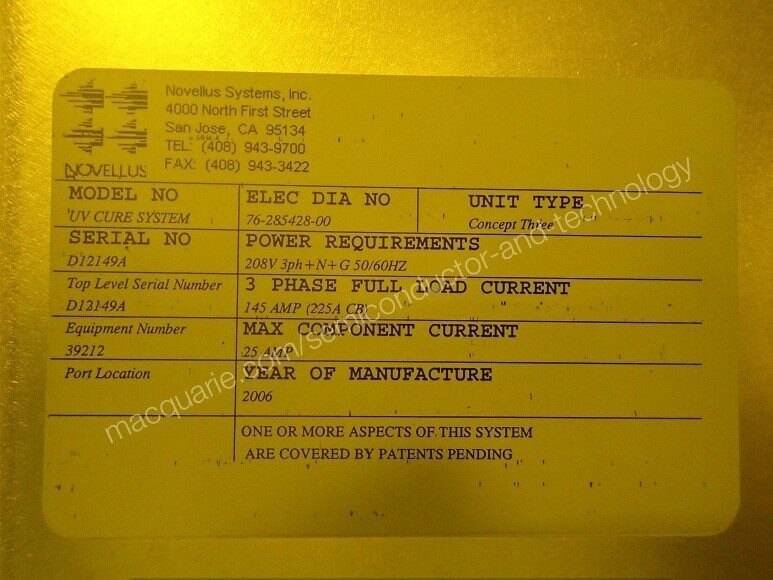 Novellus Systems, Inc.
4000 North First Street
San Jose, CA 95134
TEL: (408) 943-9700
FAX: (408) 943-3422
NOVELLUS
MODEL NO
UV CURE SYSTEM
ELEC DIA NO
76-285428-00
UNIT TYPE
Concept Three
SERIAL NO
D12149A
POWER REQUIREMENTS
208V 3ph+N+G 50/60HZ
Top Level Serial Number
D12149A
3 PHASE FULL LOAD CURRENT
145 AMP (225A CB)
Equipment Number
39212
MAX COMPONENT CURRENT
25 AMP
Port Location
YEAR OF MANUFACTURE
2006
ONE OR MORE ASPECTS OF THIS SYSTEM
ARE COVERED BY PATENTS PENDING
macquarie.com/semiconductor-and-technology